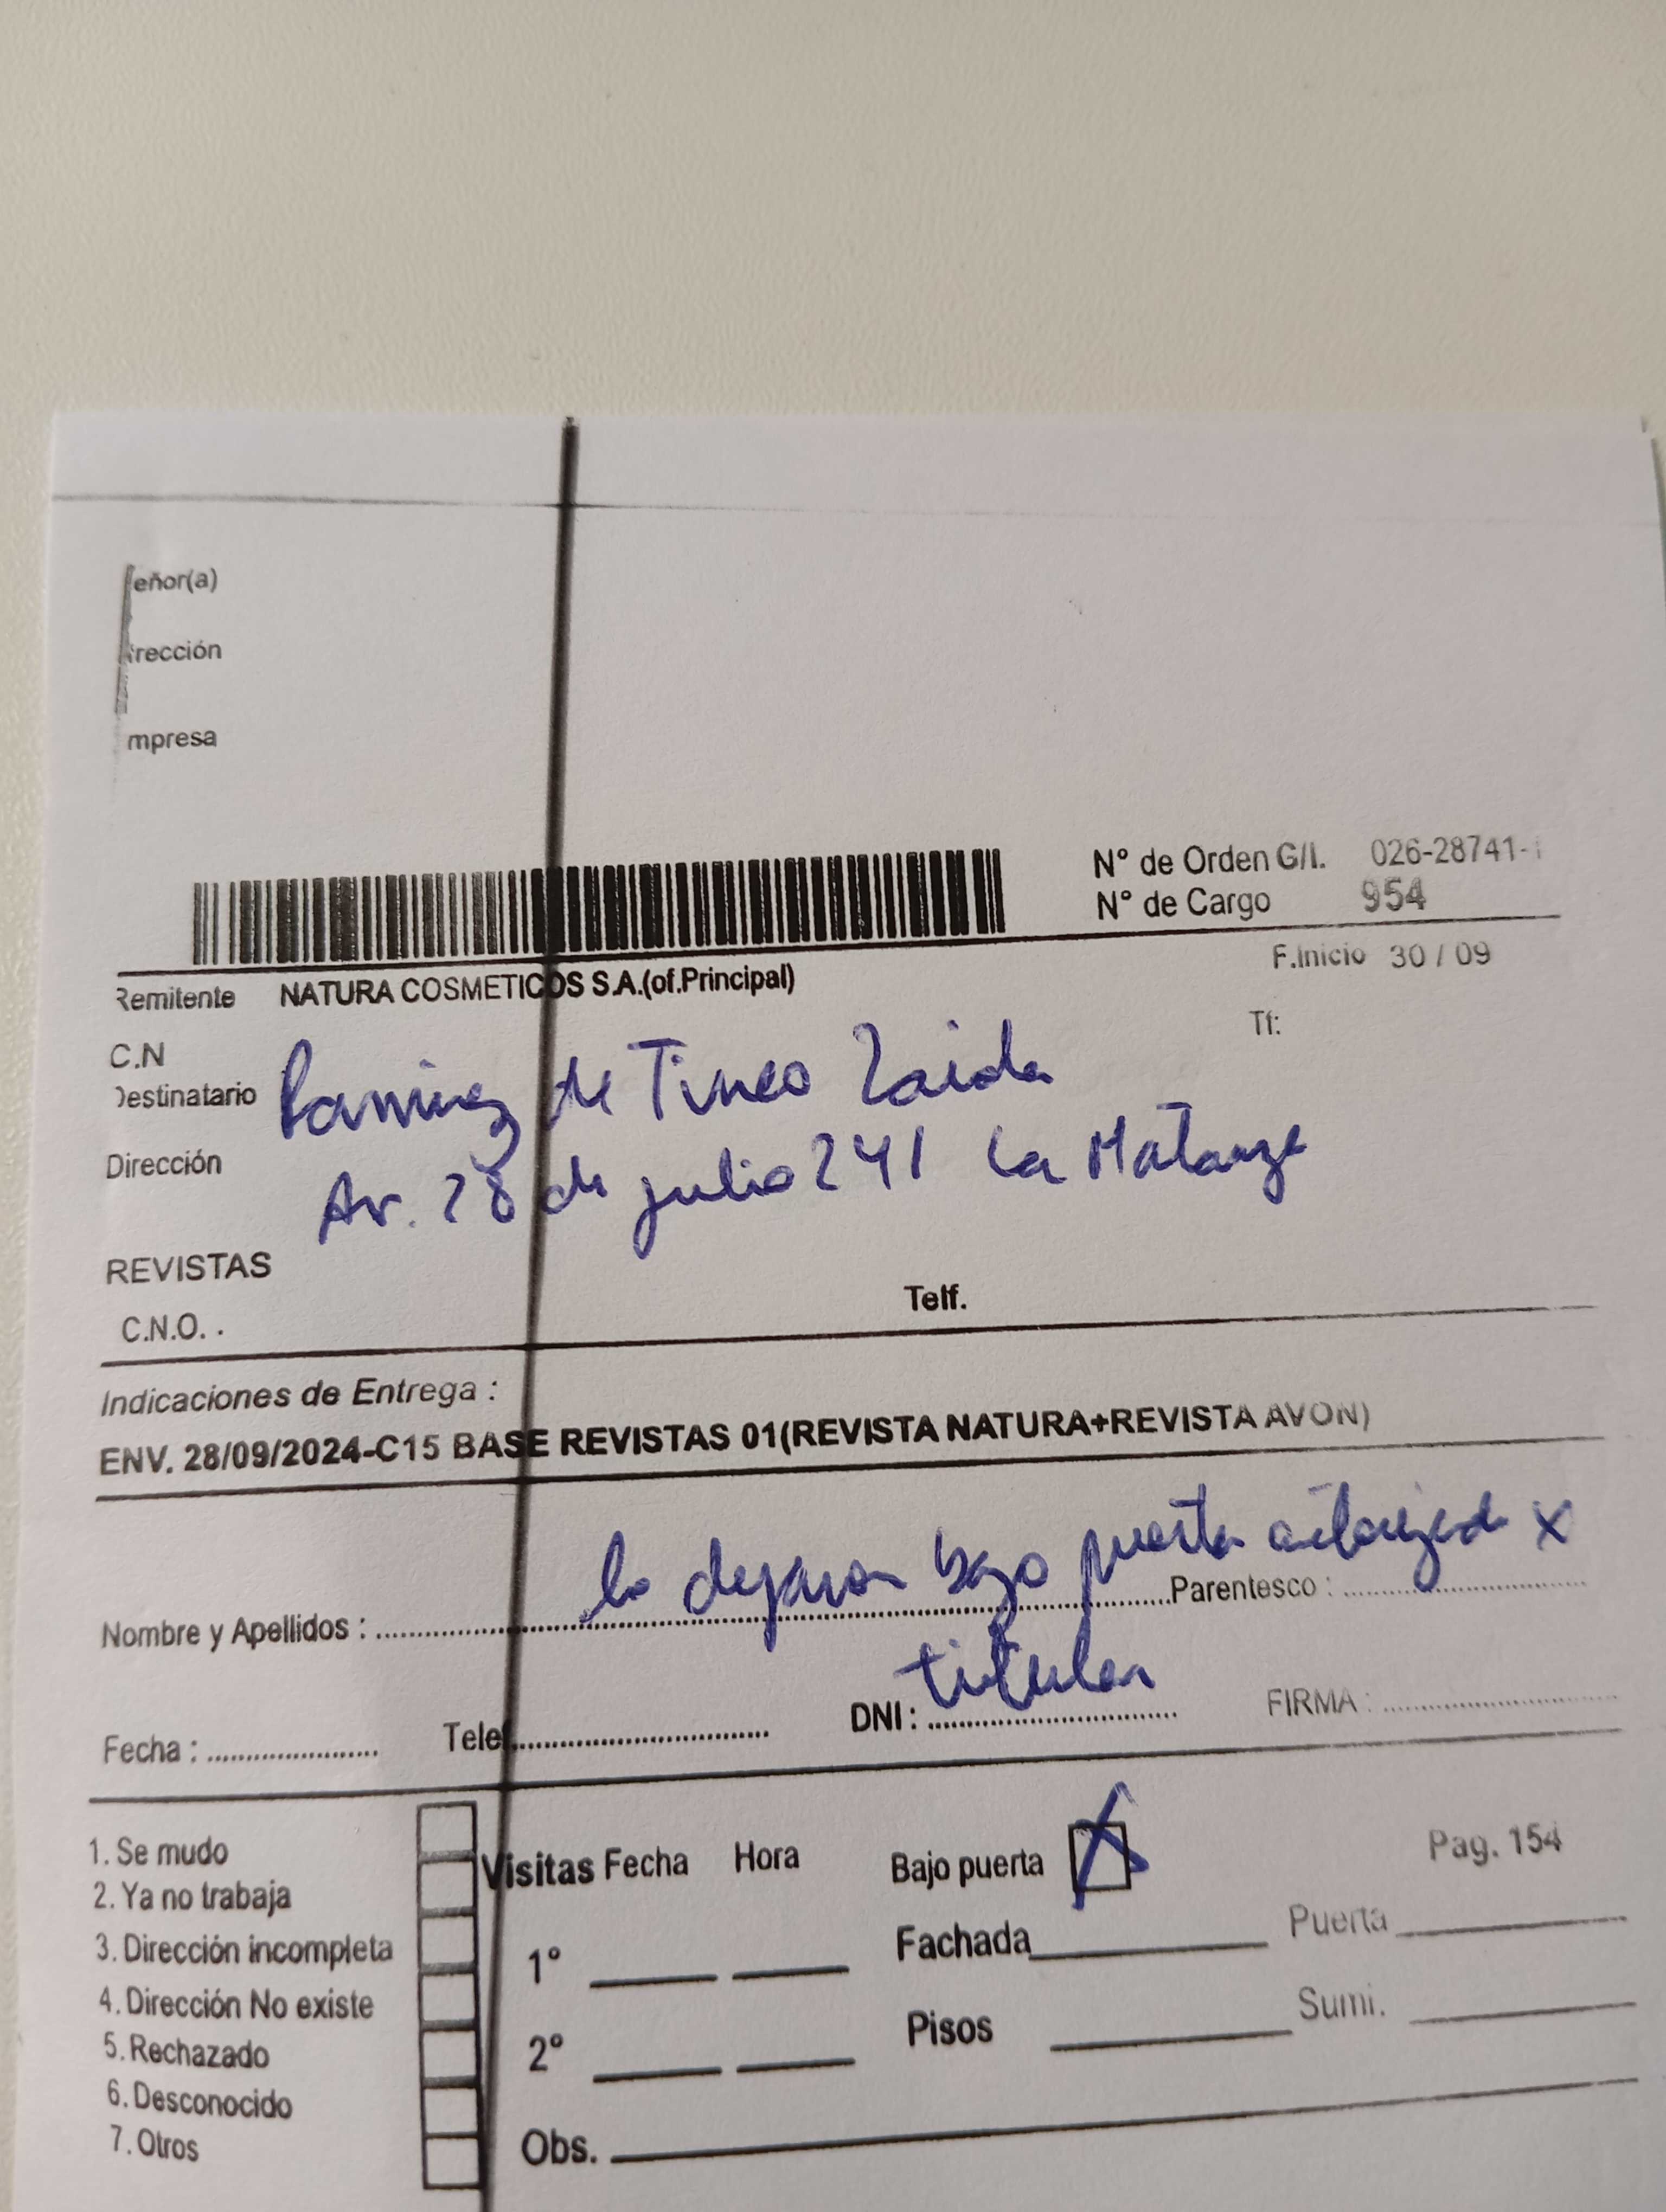 eñor(a)
rección
mpresa
N° de Orden G/I. 026-28741-1
N° de Cargo 954
F.Inicio 30 / 09
Remitente NATURA COSMETICOS S.A.(of.Principal)
Tf:
C.N
Destinatario Ramirez de Tineo Zaida
Dirección Av. 28 de julio 241 La Matanza
REVISTAS
C.N.O. . Telf.
Indicaciones de Entrega :
ENV. 28/09/2024-C15 BASE REVISTAS 01(REVISTA NATURA+REVISTA AVON)
lo dejaron bajo puerta autorizado x
Nombre y Apellidos : Parentesco :
titular
Fecha : Telef. DNI : FIRMA :
1. Se mudo
2. Ya no trabaja
3. Dirección incompleta
4. Dirección No existe
5. Rechazado
6. Desconocido
7. Otros
Visitas Fecha Hora
1°
2°
Obs.
Bajo puerta X
Pag. 154
Fachada Puerta
Pisos Sumi.